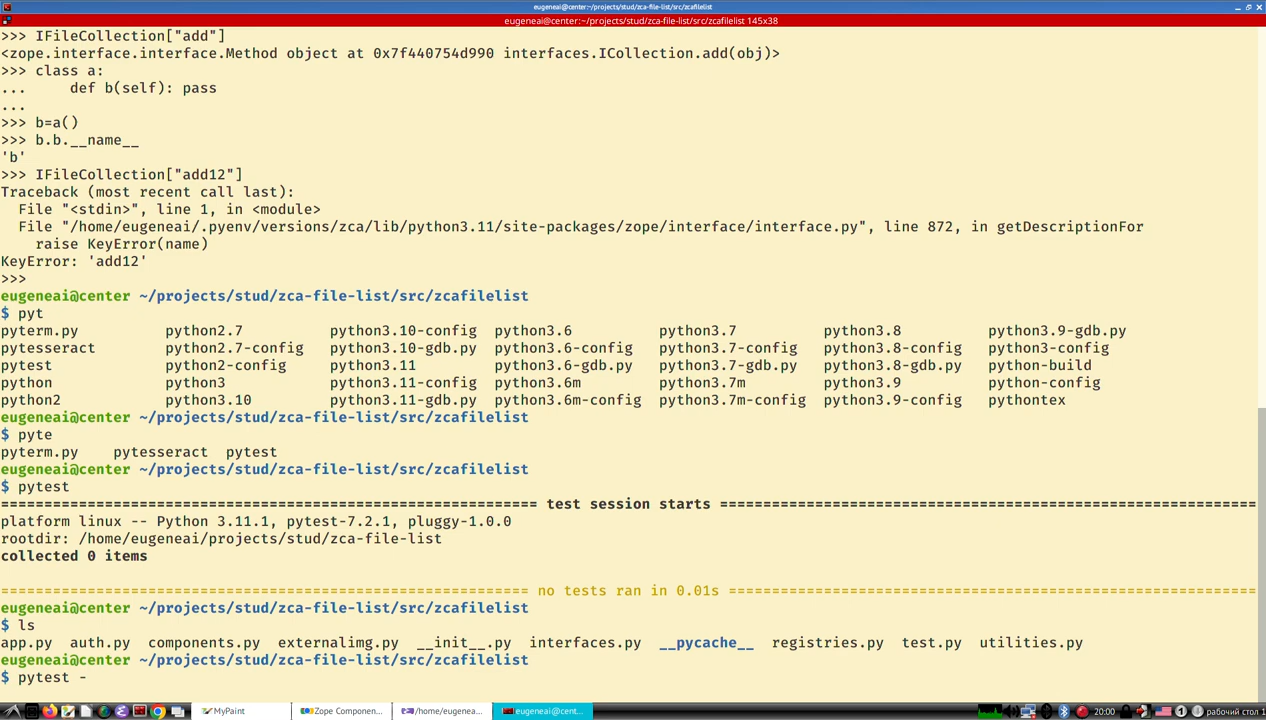 eugeneai@center:~/projects/stud/zca-file-list/src/zcafilelist
eugeneai@center:~/projects/stud/zca-file-list/src/zcafilelist 145x38
>>> IFileCollection["add"]
<zope.interface.interface.Method object at 0x7f440754d990 interfaces.ICollection.add(obj)>
>>> class a:
...     def b(self): pass
...
>>> b=a()
>>> b.b.__name__
'b'
>>> IFileCollection["add12"]
Traceback (most recent call last):
  File "<stdin>", line 1, in <module>
  File "/home/eugeneai/.pyenv/versions/zca/lib/python3.11/site-packages/zope/interface/interface.py", line 872, in getDescriptionFor
    raise KeyError(name)
KeyError: 'add12'
>>>
eugeneai@center ~/projects/stud/zca-file-list/src/zcafilelist
$ pyt
pyterm.py python2.7 python3.10-config python3.6 python3.7 python3.8 python3.9-gdb.py
pytesseract python2.7-config python3.10-gdb.py python3.6-config python3.7-config python3.8-config python3-config
pytest python2-config python3.11 python3.6-gdb.py python3.7-gdb.py python3.8-gdb.py python-build
python python3 python3.11-config python3.6m python3.7m python3.9 python-config
python2 python3.10 python3.11-gdb.py python3.6m-config python3.7m-config python3.9-config pythontex
eugeneai@center ~/projects/stud/zca-file-list/src/zcafilelist
$ pyte
pyterm.py pytesseract pytest
eugeneai@center ~/projects/stud/zca-file-list/src/zcafilelist
$ pytest
============================================================== test session starts ==============================================================
platform linux -- Python 3.11.1, pytest-7.2.1, pluggy-1.0.0
rootdir: /home/eugeneai/projects/stud/zca-file-list
collected 0 items
============================================================= no tests ran in 0.01s =============================================================
eugeneai@center ~/projects/stud/zca-file-list/src/zcafilelist
$ ls
app.py auth.py components.py externalimg.py __init__.py interfaces.py __pycache__ registries.py test.py utilities.py
eugeneai@center ~/projects/stud/zca-file-list/src/zcafilelist
$ pytest -
MyPaint Zope Componen... /home/eugenea... eugeneai@cent... 20:00 1 рабочий стол 1